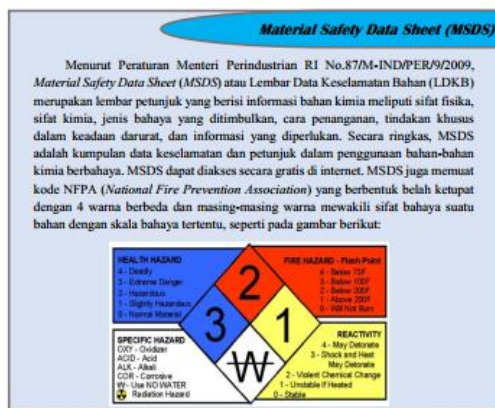 Material Safety Data Sheet (MSDS)
Menurut Peraturan Menteri Perindustrian RI No.87/M-IND/PER/9/2009,
Material Safety Data Sheet (MSDS) atau Lembar Data Keselamatan Bahan (LDKB)
merupakan lembar petunjuk yang berisi informasi bahan kimia meliputi sifat fisika,
sifat kimia, jenis bahaya yang ditimbulkan, cara penanganan, tindakan khusus
dalam keadaan darurat, dan informasi yang diperlukan. Secara ringkas, MSDS
adalah kumpulan data keselamatan dan petunjuk dalam penggunaan bahan-bahan
kimia berbahaya. MSDS dapat diakses secara gratis di internet. MSDS juga memuat
kode NFPA (National Fire Prevention Association) yang berbentuk belah ketupat
dengan 4 warna berbeda dan masing-masing warna mewakili sifat bahaya suatu
bahan dengan skala bahaya tertentu, seperti pada gambar berikut:
HEALTH HAZARD
4 - Deadly
3 - Extreme Danger
2 - Hazardous
1 - Slightly Hazardous
0 - Normal Material
FIRE HAZARD - Flash Point
4 - Below 73F
3 - Below 100F
2 - Below 200F
1 - Above 200F
0 - Will Not Burn
2
3
1
W
SPECIFIC HAZARD
OXY - Oxidizer
ACID - Acid
ALK - Alkali
COR - Corrosive
W - Use NO WATER
Radiation Hazard
REACTIVITY
4 - May Detonate
3 - Shock and Heat
May Detonate
2 - Violent Chemical Change
1 - Unstable If Heated
0 - Stable